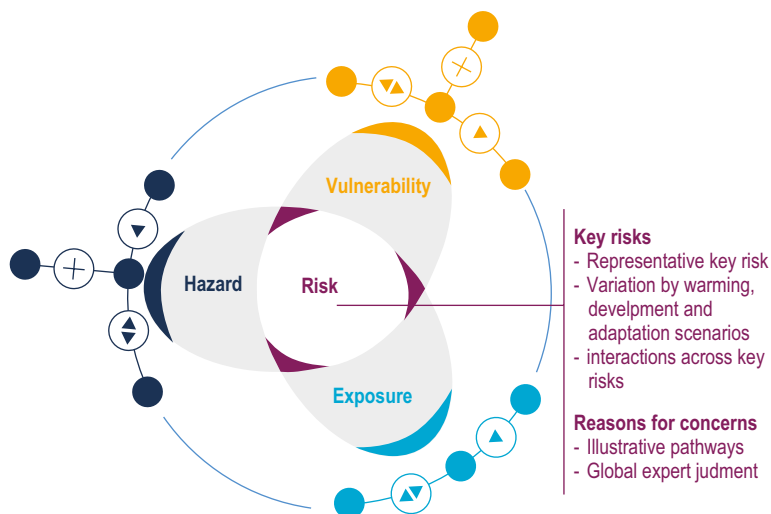 Vulnerability
Hazard
Risk
Exposure
Key risks
- Representative key risk
- Variation by warming,
develpment and
adaptation scenarios
- interactions across key
risks
Reasons for concerns
- Illustrative pathways
- Global expert judment